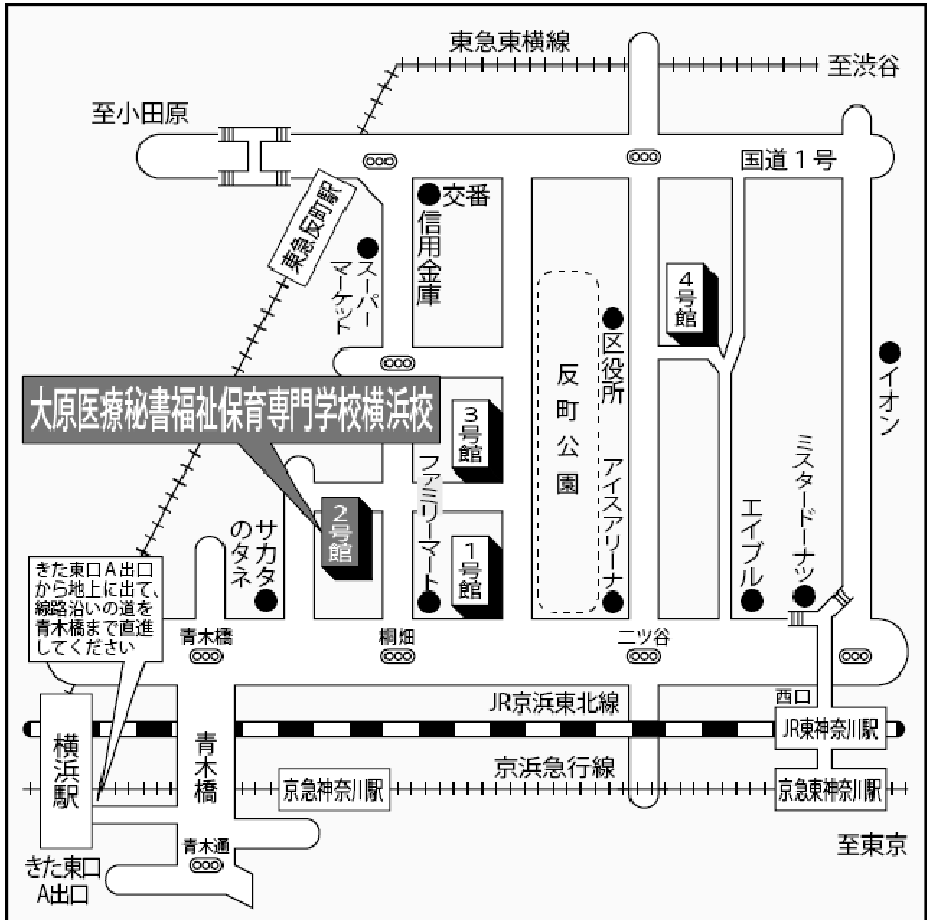 東急東横線
至渋谷
至小田原
国道1号
東急反町駅
交番
信用金庫
スーパー
マーケット
4号館
区役所
反町公園
イオン
大原医療秘書福祉保育専門学校横浜校
3号館
ファミリーマート
アイスアリーナ
ミスタードーナツ
エイブル
2号館
1号館
サカタ
のタネ
きた東口A出口
から地上に出て、
線路沿いの道を
青木橋まで直進
してください
青木橋
桐畑
二ツ谷
西口
JR京浜東北線
JR東神奈川駅
横浜駅
青木橋
京浜急行線
京急神奈川駅
京急東神奈川駅
至東京
青木通
きた東口
A出口